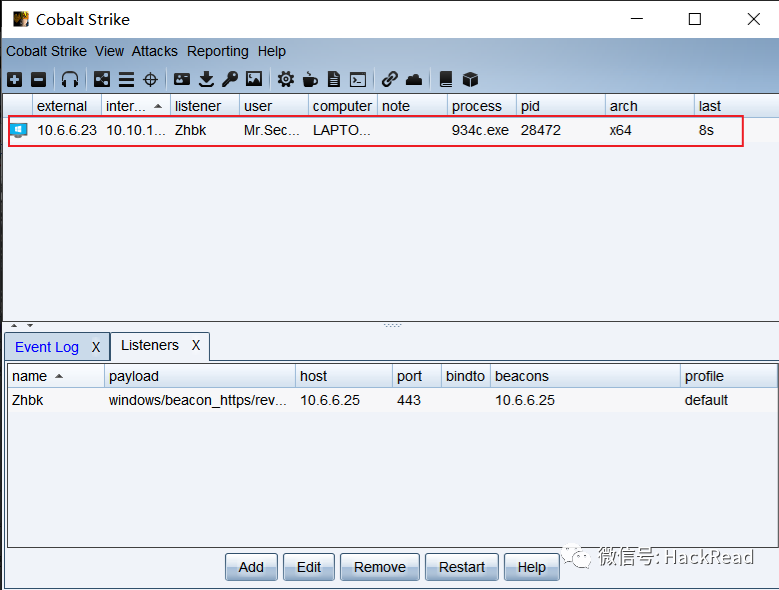 Cobalt Strike
Cobalt Strike View Attacks Reporting Help
external inter... listener user computer note process pid arch last
10.6.6.23 10.10.1... Zhbk Mr.Sec... LAPTO... 934c.exe 28472 x64 8s
Event Log X Listeners X
name payload host port bindto beacons profile
Zhbk windows/beacon_https/rev... 10.6.6.25 443 10.6.6.25 default
Add Edit Remove Restart Help
微信号: HackRead